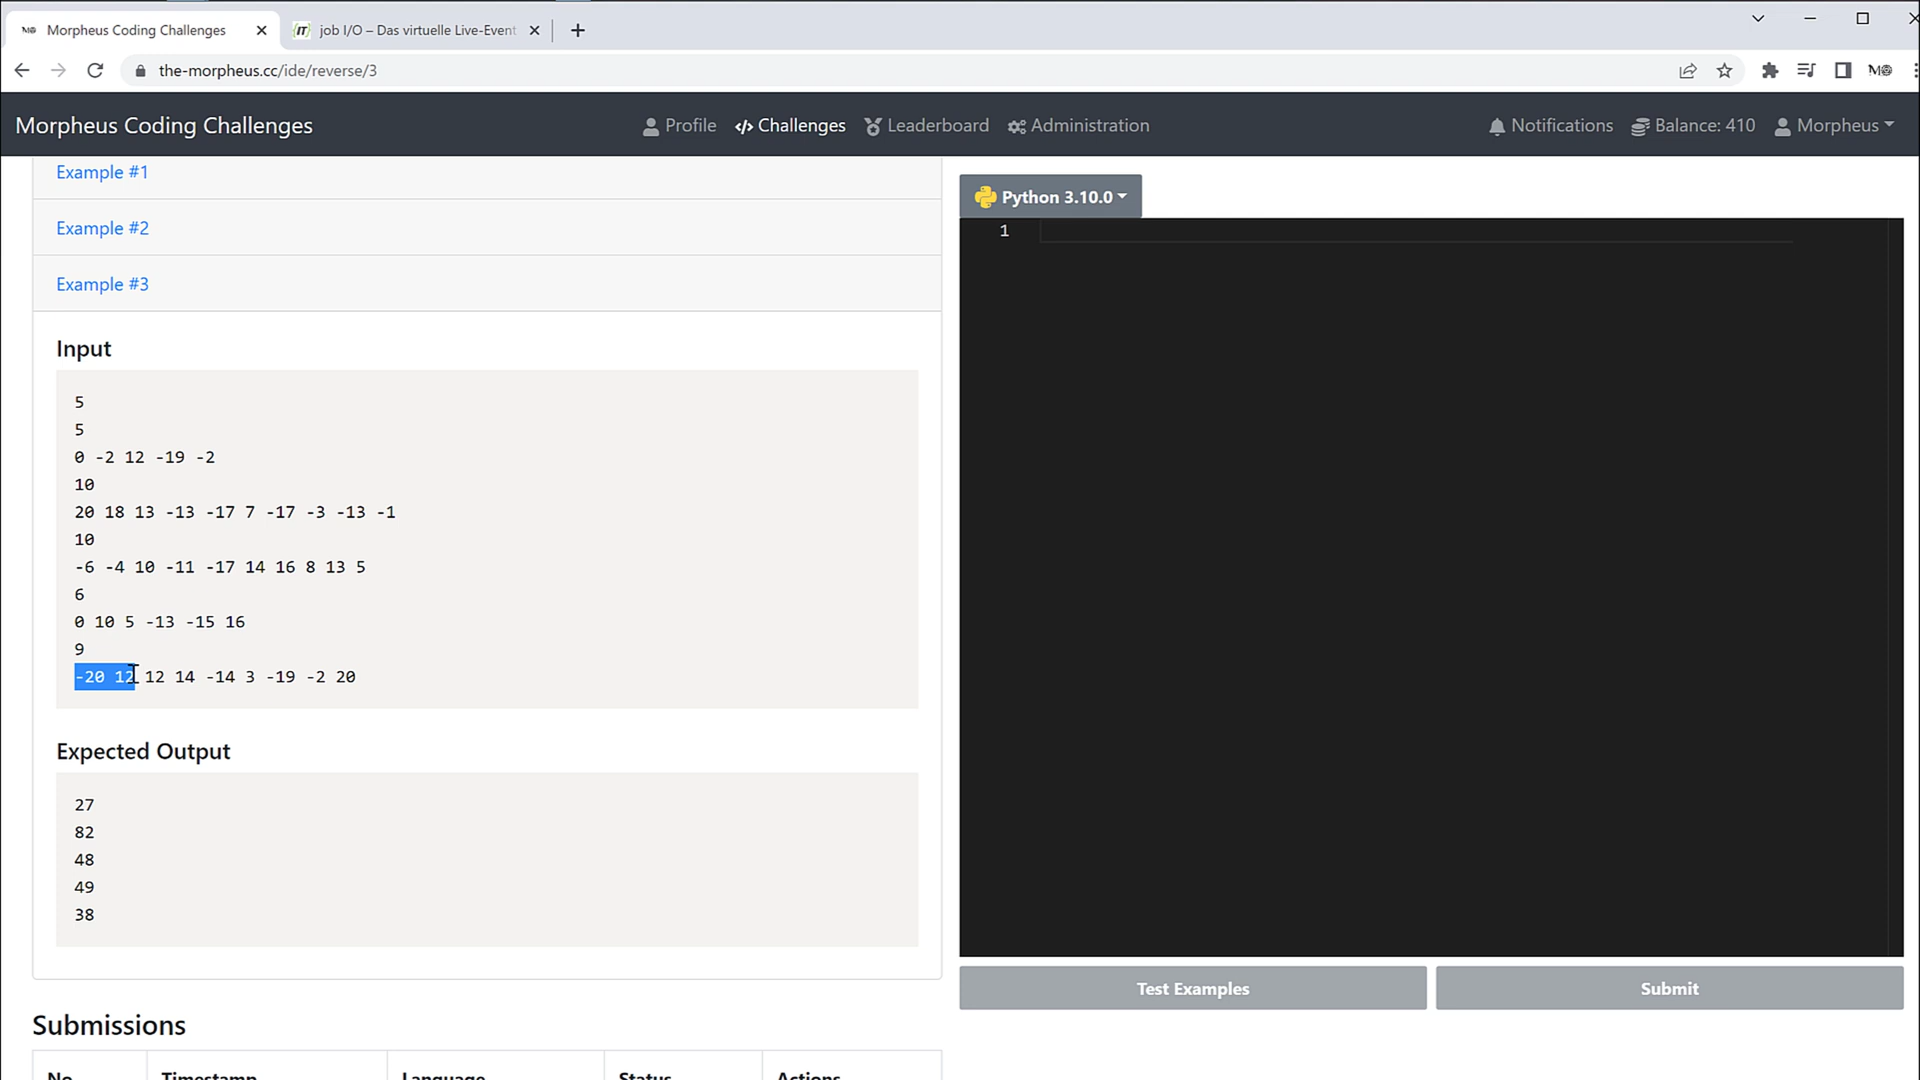 Morpheus Coding Challenges
job I/O – Das virtuelle Live-Event
the-morpheus.cc/ide/reverse/3
Morpheus Coding Challenges
Profile
Challenges
Leaderboard
Administration
Notifications
Balance: 410
Morpheus
Example #1
Example #2
Example #3
Input
5
5
0 -2 12 -19 -2
10
20 18 13 -13 -17 7 -17 -3 -13 -1
10
-6 -4 10 -11 -17 14 16 8 13 5
6
0 10 5 -13 -15 16
9
-20 12 12 14 -14 3 -19 -2 20
Expected Output
27
82
48
49
38
Submissions
No Timestamp Language Status Actions
Python 3.10.0
1
Test Examples
Submit